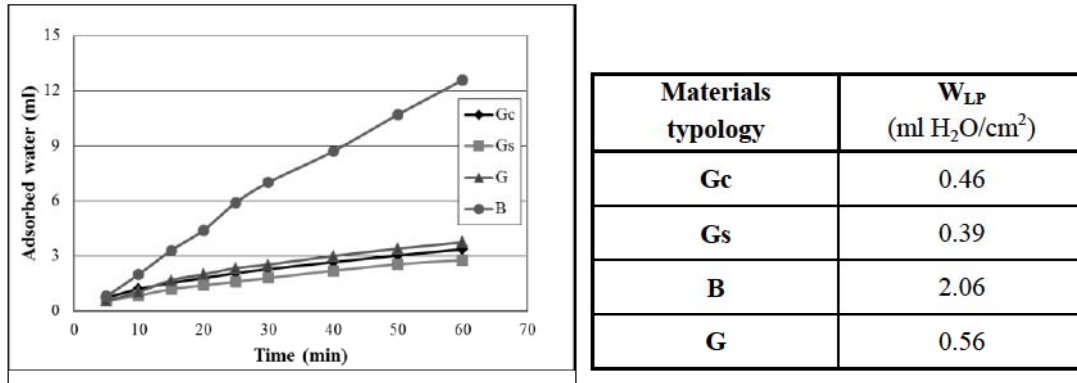 15
12
9
6
3
0
Adsorbed water (ml)
0 10 20 30 40 50 60 70
Time (min)
Gc
Gs
G
B
Materials typology W_LP (ml H₂O/cm²)
Gc 0.46
Gs 0.39
B 2.06
G 0.56